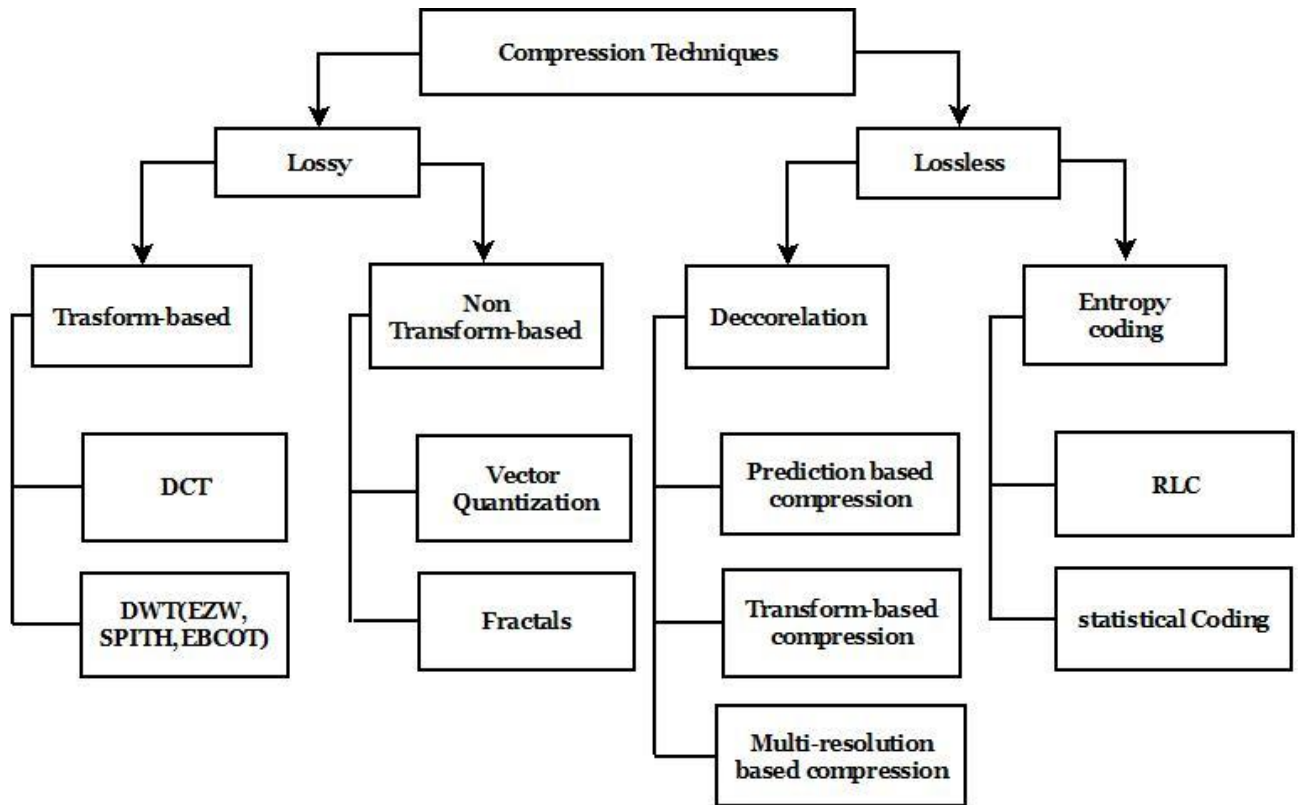 Compression Techniques
Lossy
Lossless
Trasform-based
Non
Transform-based
Deccorelation
Entropy
coding
DCT
Vector
Quantization
Prediction based
compression
RLC
DWT(EZW,
SPITH,EBCOT)
Fractals
Transform-based
compression
statistical Coding
Multi-resolution
based compression